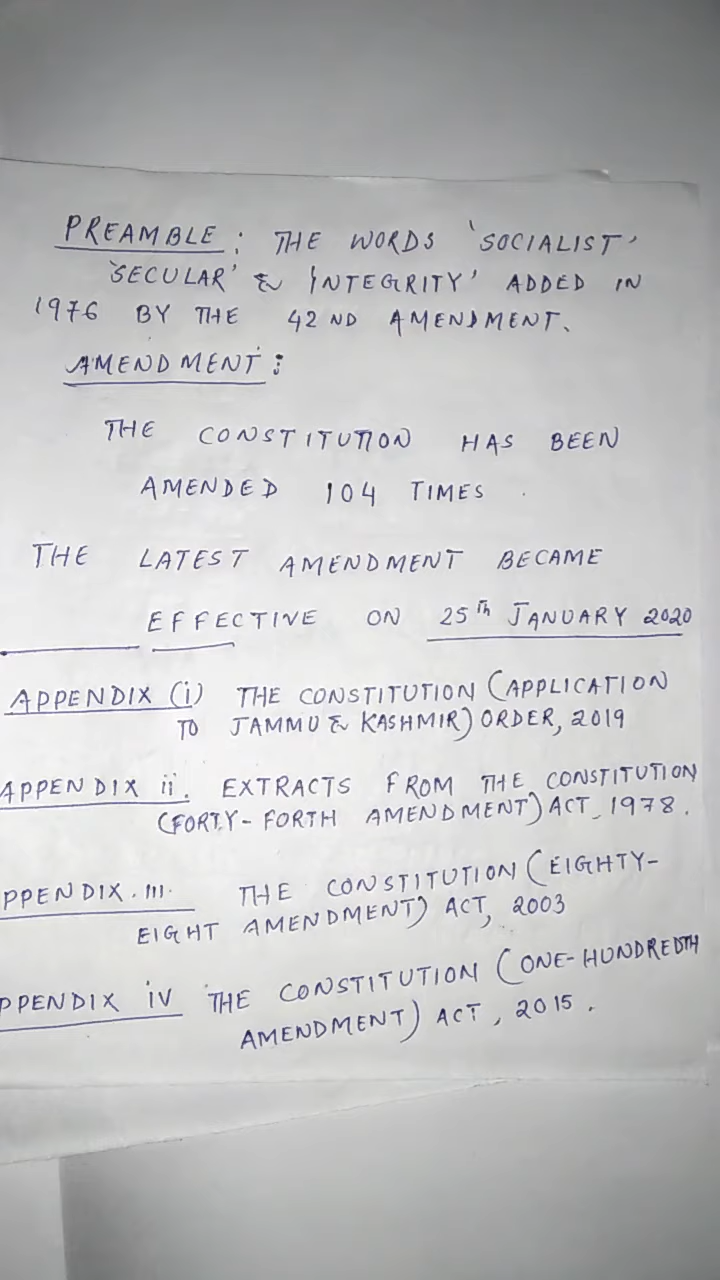 PREAMBLE : THE WORDS 'SOCIALIST'
'SECULAR' & 'INTEGRITY' ADDED IN
1976 BY THE 42 ND AMENDMENT.
AMENDMENT :
THE CONSTITUTION HAS BEEN
AMENDED 104 TIMES .
THE LATEST AMENDMENT BECAME
EFFECTIVE ON 25Th JANUARY 2020
APPENDIX (i) THE CONSTITUTION (APPLICATION
TO JAMMU & KASHMIR) ORDER, 2019
APPENDIX ii. EXTRACTS FROM THE CONSTITUTION
(FORTY-FORTH AMENDMENT) ACT, 1978.
PPENDIX.III. THE CONSTITUTION (EIGHTY-
EIGHT AMENDMENT) ACT, 2003
PPENDIX iV THE CONSTITUTION (ONE-HUNDREDTH
AMENDMENT) ACT, 2015.